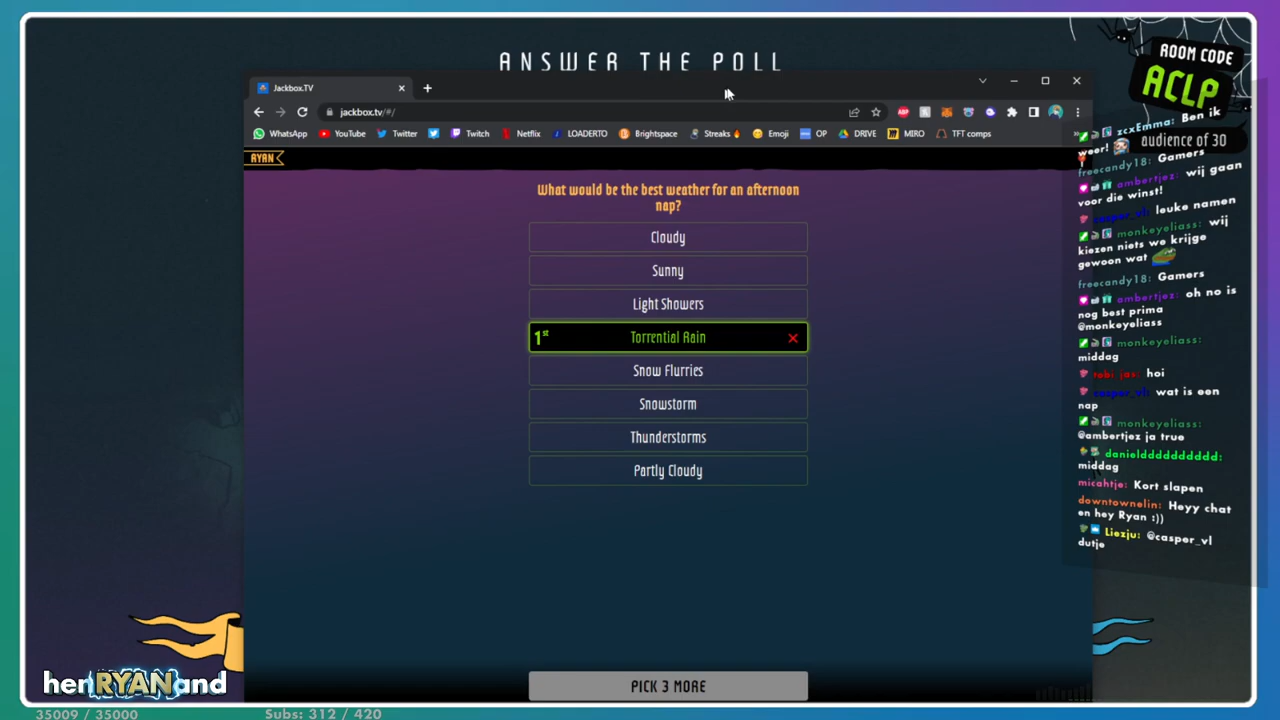 ANSWER THE POLL
ROOM CODE
ACLP
audience of 30
Jackbox.TV
jackbox.tv/#/
WhatsApp
YouTube
Twitter
Twitch
Netflix
LOADERTO
Brightspace
Streaks
Emoji
OP
DRIVE
MIRO
TFT comps
RYAN
What would be the best weather for an afternoon
nap?
Cloudy
Sunny
Light Showers
1st Torrential Rain
Snow Flurries
Snowstorm
Thunderstorms
Partly Cloudy
PICK 3 MORE
zcxEmma: Ben ik
weer!
freecandy18: Gamers
ambertjez: wij gaan
voor die winst!
casper_vl: leuke namen
monkeyeliass: wij
kiezen niets we krijge
gewoon wat
freecandy18: Gamers
ambertjez: oh no is
nog best prima
@monkeyeliass
monkeyeliass:
middag
hoi
casper_vl: wat is een
nap
monkeyeliass:
@ambertjez ja true
danieldddddddddd:
middag
micahtje: Kort slapen
downtownelin: Heyy chat
en hey Ryan :))
Liezju: @casper_vl
dutje
henRYANand
35009 / 35000
Subs: 312 / 420